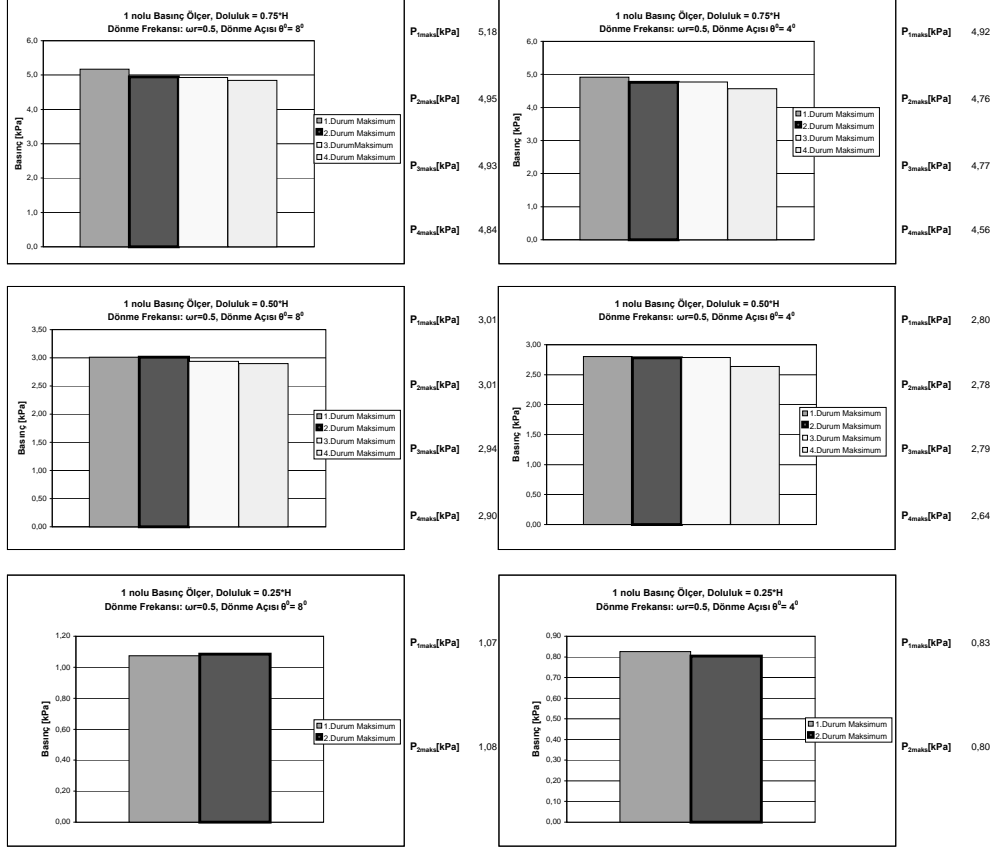 1 nolu Basınç Ölçer, Doluluk = 0.75*H
Dönme Frekansı: ωr=0.5, Dönme Açısı θ⁰= 8⁰
6,0
5,0
4,0
3,0
2,0
1,0
0,0
Basınç [kPa]
1.Durum Maksimum
2.Durum Maksimum
3.DurumMaksimum
4.Durum Maksimum
P1maks[kPa] 5,18
P2maks[kPa] 4,95
P3maks[kPa] 4,93
P4maks[kPa] 4,84
1 nolu Basınç Ölçer, Doluluk = 0.75*H
Dönme Frekansı: ωr=0.5, Dönme Açısı θ⁰= 4⁰
6,0
5,0
4,0
3,0
2,0
1,0
0,0
Basınç [kPa]
1.Durum Maksimum
2.Durum Maksimum
3.Durum Maksimum
4.Durum Maksimum
P1maks[kPa] 4,92
P2maks[kPa] 4,76
P3maks[kPa] 4,77
P4maks[kPa] 4,56
1 nolu Basınç Ölçer, Doluluk = 0.50*H
Dönme Frekansı: ωr=0.5, Dönme Açısı θ⁰= 8⁰
3,50
3,00
2,50
2,00
1,50
1,00
0,50
0,00
Basınç [kPa]
1.Durum Maksimum
2.Durum Maksimum
3.Durum Maksimum
4.Durum Maksimum
P1maks[kPa] 3,01
P2maks[kPa] 3,01
P3maks[kPa] 2,94
P4maks[kPa] 2,90
1 nolu Basınç Ölçer, Doluluk = 0.50*H
Dönme Frekansı: ωr=0.5, Dönme Açısı θ⁰= 4⁰
3,00
2,50
2,00
1,50
1,00
0,50
0,00
Basınç [kPa]
1.Durum Maksimum
2.Durum Maksimum
3.Durum Maksimum
4.Durum Maksimum
P1maks[kPa] 2,80
P2maks[kPa] 2,78
P3maks[kPa] 2,79
P4maks[kPa] 2,64
1 nolu Basınç Ölçer, Doluluk = 0.25*H
Dönme Frekansı: ωr=0.5, Dönme Açısı θ⁰= 8⁰
1,20
1,00
0,80
0,60
0,40
0,20
0,00
Basınç [kPa]
1.Durum Maksimum
2.Durum Maksimum
P1maks[kPa] 1,07
P2maks[kPa] 1,08
1 nolu Basınç Ölçer, Doluluk = 0.25*H
Dönme Frekansı: ωr=0.5, Dönme Açısı θ⁰= 4⁰
0,90
0,80
0,70
0,60
0,50
0,40
0,30
0,20
0,10
0,00
Basınç [kPa]
1.Durum Maksimum
2.Durum Maksimum
P1maks[kPa] 0,83
P2maks[kPa] 0,80